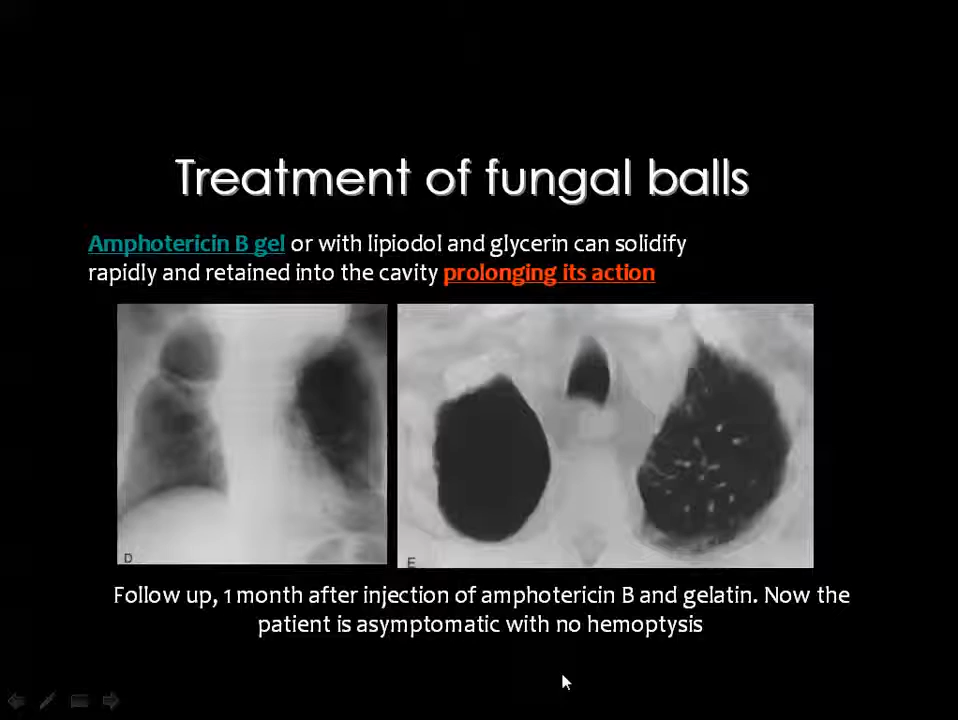 Treatment of fungal balls
Amphotericin B gel or with lipiodol and glycerin can solidify
rapidly and retained into the cavity prolonging its action
D
E
Follow up, 1 month after injection of amphotericin B and gelatin. Now the
patient is asymptomatic with no hemoptysis